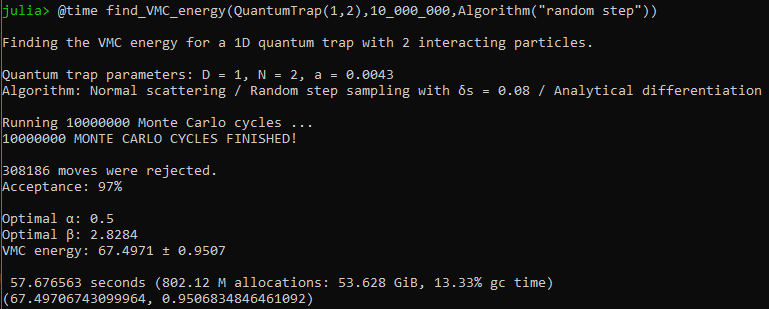 julia> @time find_VMC_energy(QuantumTrap(1,2),10_000_000,Algorithm("random step"))
Finding the VMC energy for a 1D quantum trap with 2 interacting particles.
Quantum trap parameters: D = 1, N = 2, a = 0.0043
Algorithm: Normal scattering / Random step sampling with δs = 0.08 / Analytical differentiation
Running 10000000 Monte Carlo cycles ...
10000000 MONTE CARLO CYCLES FINISHED!
308186 moves were rejected.
Acceptance: 97%
Optimal α: 0.5
Optimal β: 2.8284
VMC energy: 67.4971 ± 0.9507
57.676563 seconds (802.12 M allocations: 53.628 GiB, 13.33% gc time)
(67.49706743099964, 0.9506834846461092)